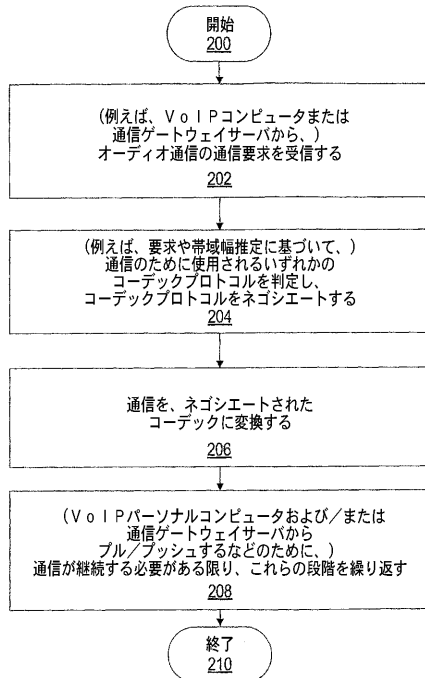 開始
200
(例えば、VoIPコンピュータまたは
通信ゲートウェイサーバから、)
オーディオ通信の通信要求を受信する
202
(例えば、要求や帯域幅推定に基づいて、)
通信のために使用されるいずれかの
コーデックプロトコルを判定し、
コーデックプロトコルをネゴシエートする
204
通信を、ネゴシエートされた
コーデックに変換する
206
(VoIPパーソナルコンピュータおよび/または
通信ゲートウェイサーバから
プル/プッシュするなどのために、)
通信が継続する必要がある限り、これらの段階を繰り返す
208
終了
210